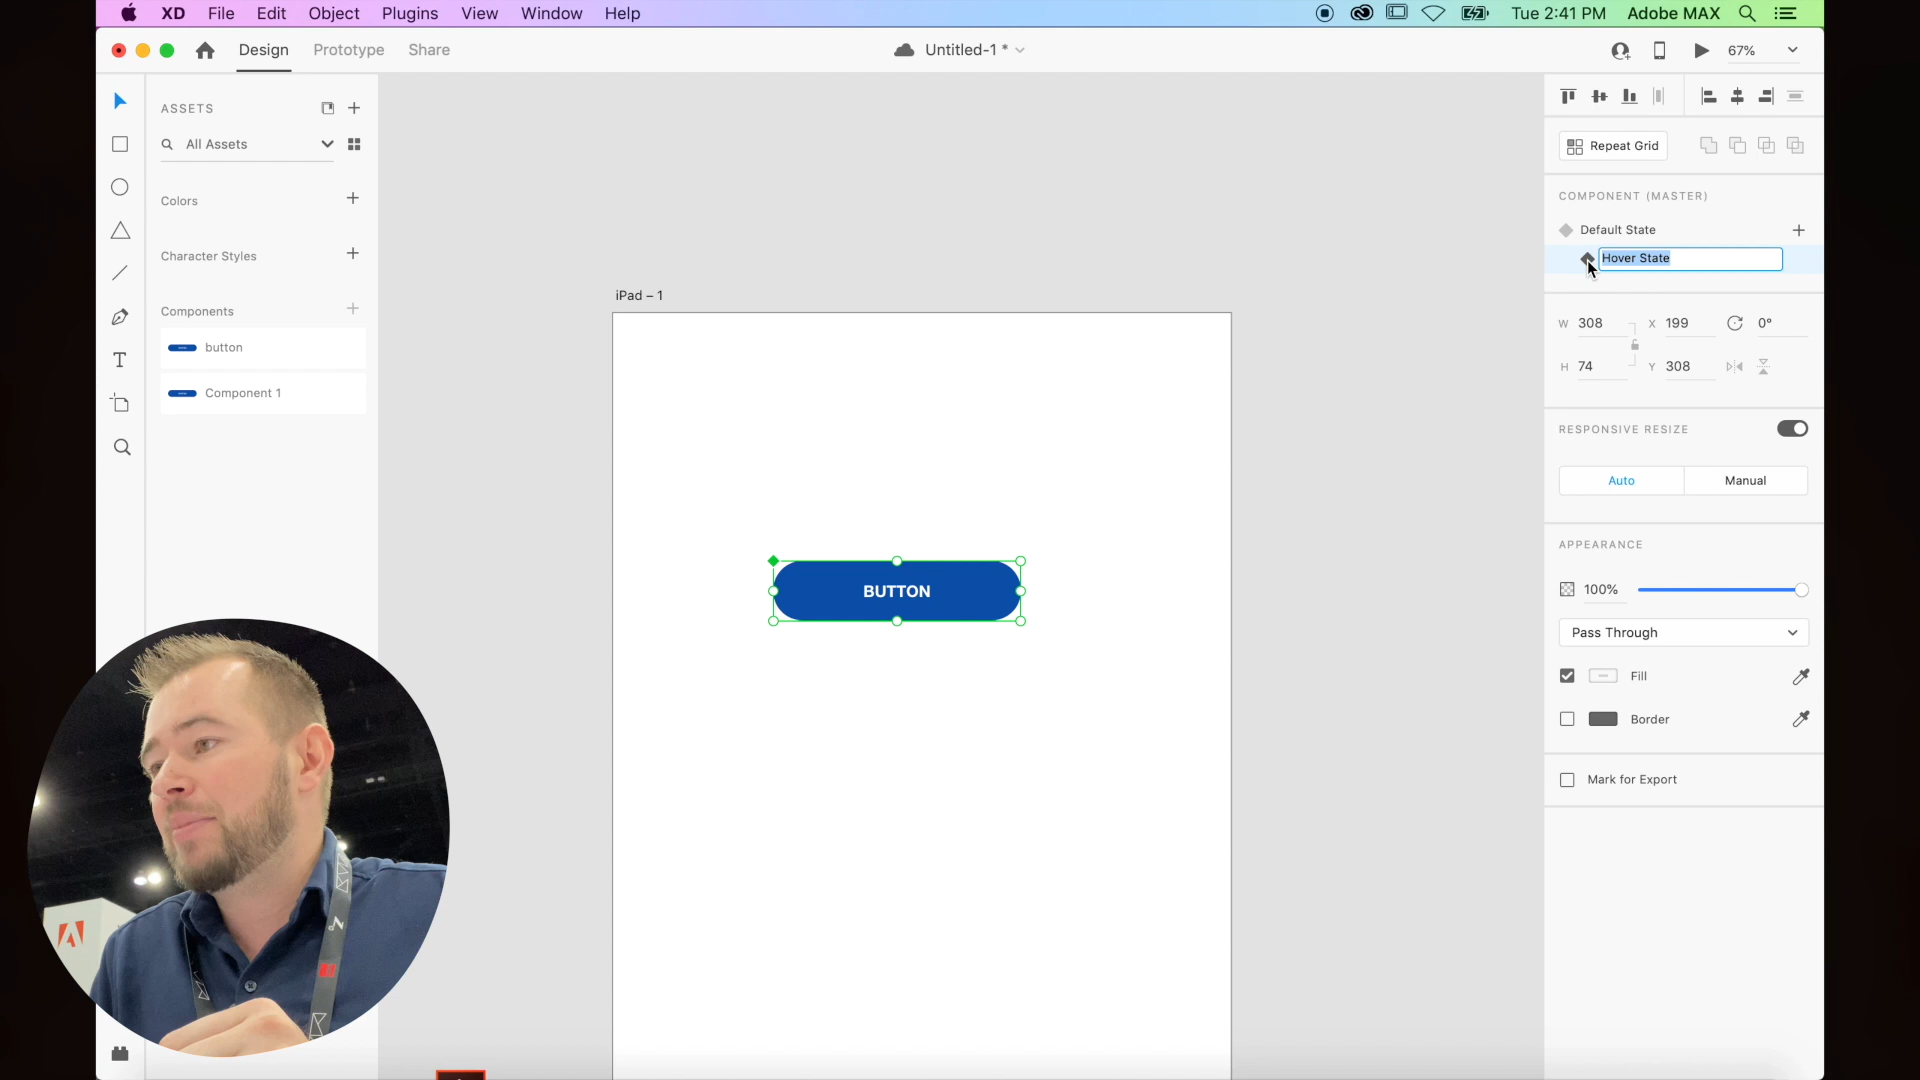 XD File Edit Object Plugins View Window Help Tue 2:41 PM Adobe MAX
Design Prototype Share Untitled-1 * 67%
ASSETS
All Assets
Colors
Character Styles
Components
button
Component 1
iPad – 1
BUTTON
Repeat Grid
COMPONENT (MASTER)
Default State
Hover State
W 308 X 199 0°
H 74 Y 308
RESPONSIVE RESIZE
Auto Manual
APPEARANCE
100%
Pass Through
Fill
Border
Mark for Export